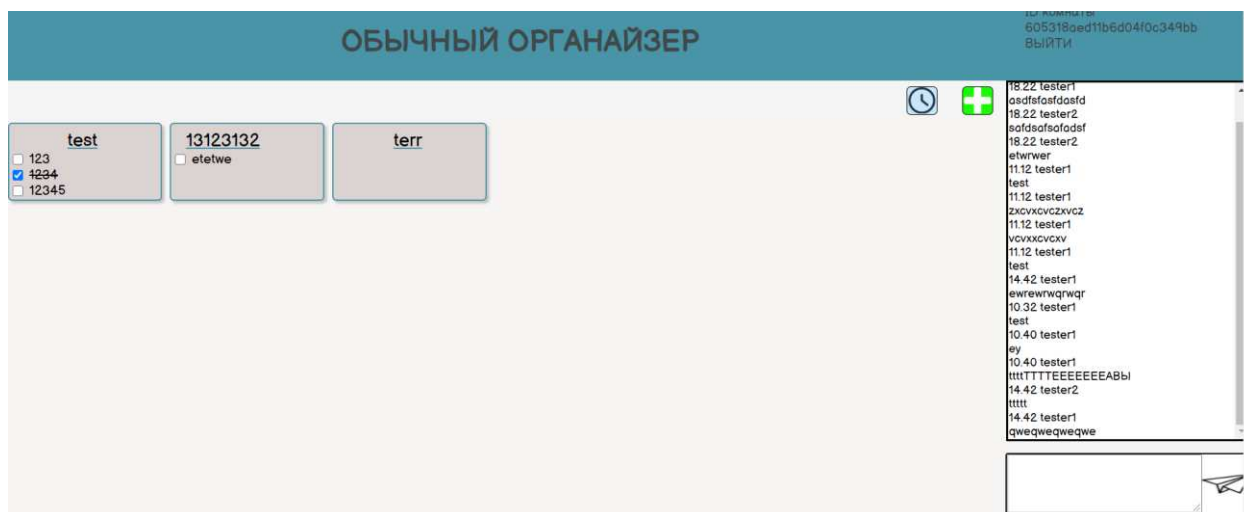 ОБЫЧНЫЙ ОРГАНАЙЗЕР
ID комнаты
605318aed11b6d04f0c349bb
ВЫЙТИ
test
123
1234
12345
13123132
etetwe
terr
18.22 tester1
asdfsfasfdasfd
18.22 tester2
safdsafsafadsf
18.22 tester2
etwrwer
11.12 tester1
test
11.12 tester1
zxcvxcvczxvcz
11.12 tester1
vcvxxcvcxv
11.12 tester1
test
14.42 tester1
ewrewrwqrwqr
10.32 tester1
test
10.40 tester1
ey
10.40 tester1
ttttTTTTEEEEEEEАВЫ
14.42 tester2
ttttt
14.42 tester1
qweqweqweqwe